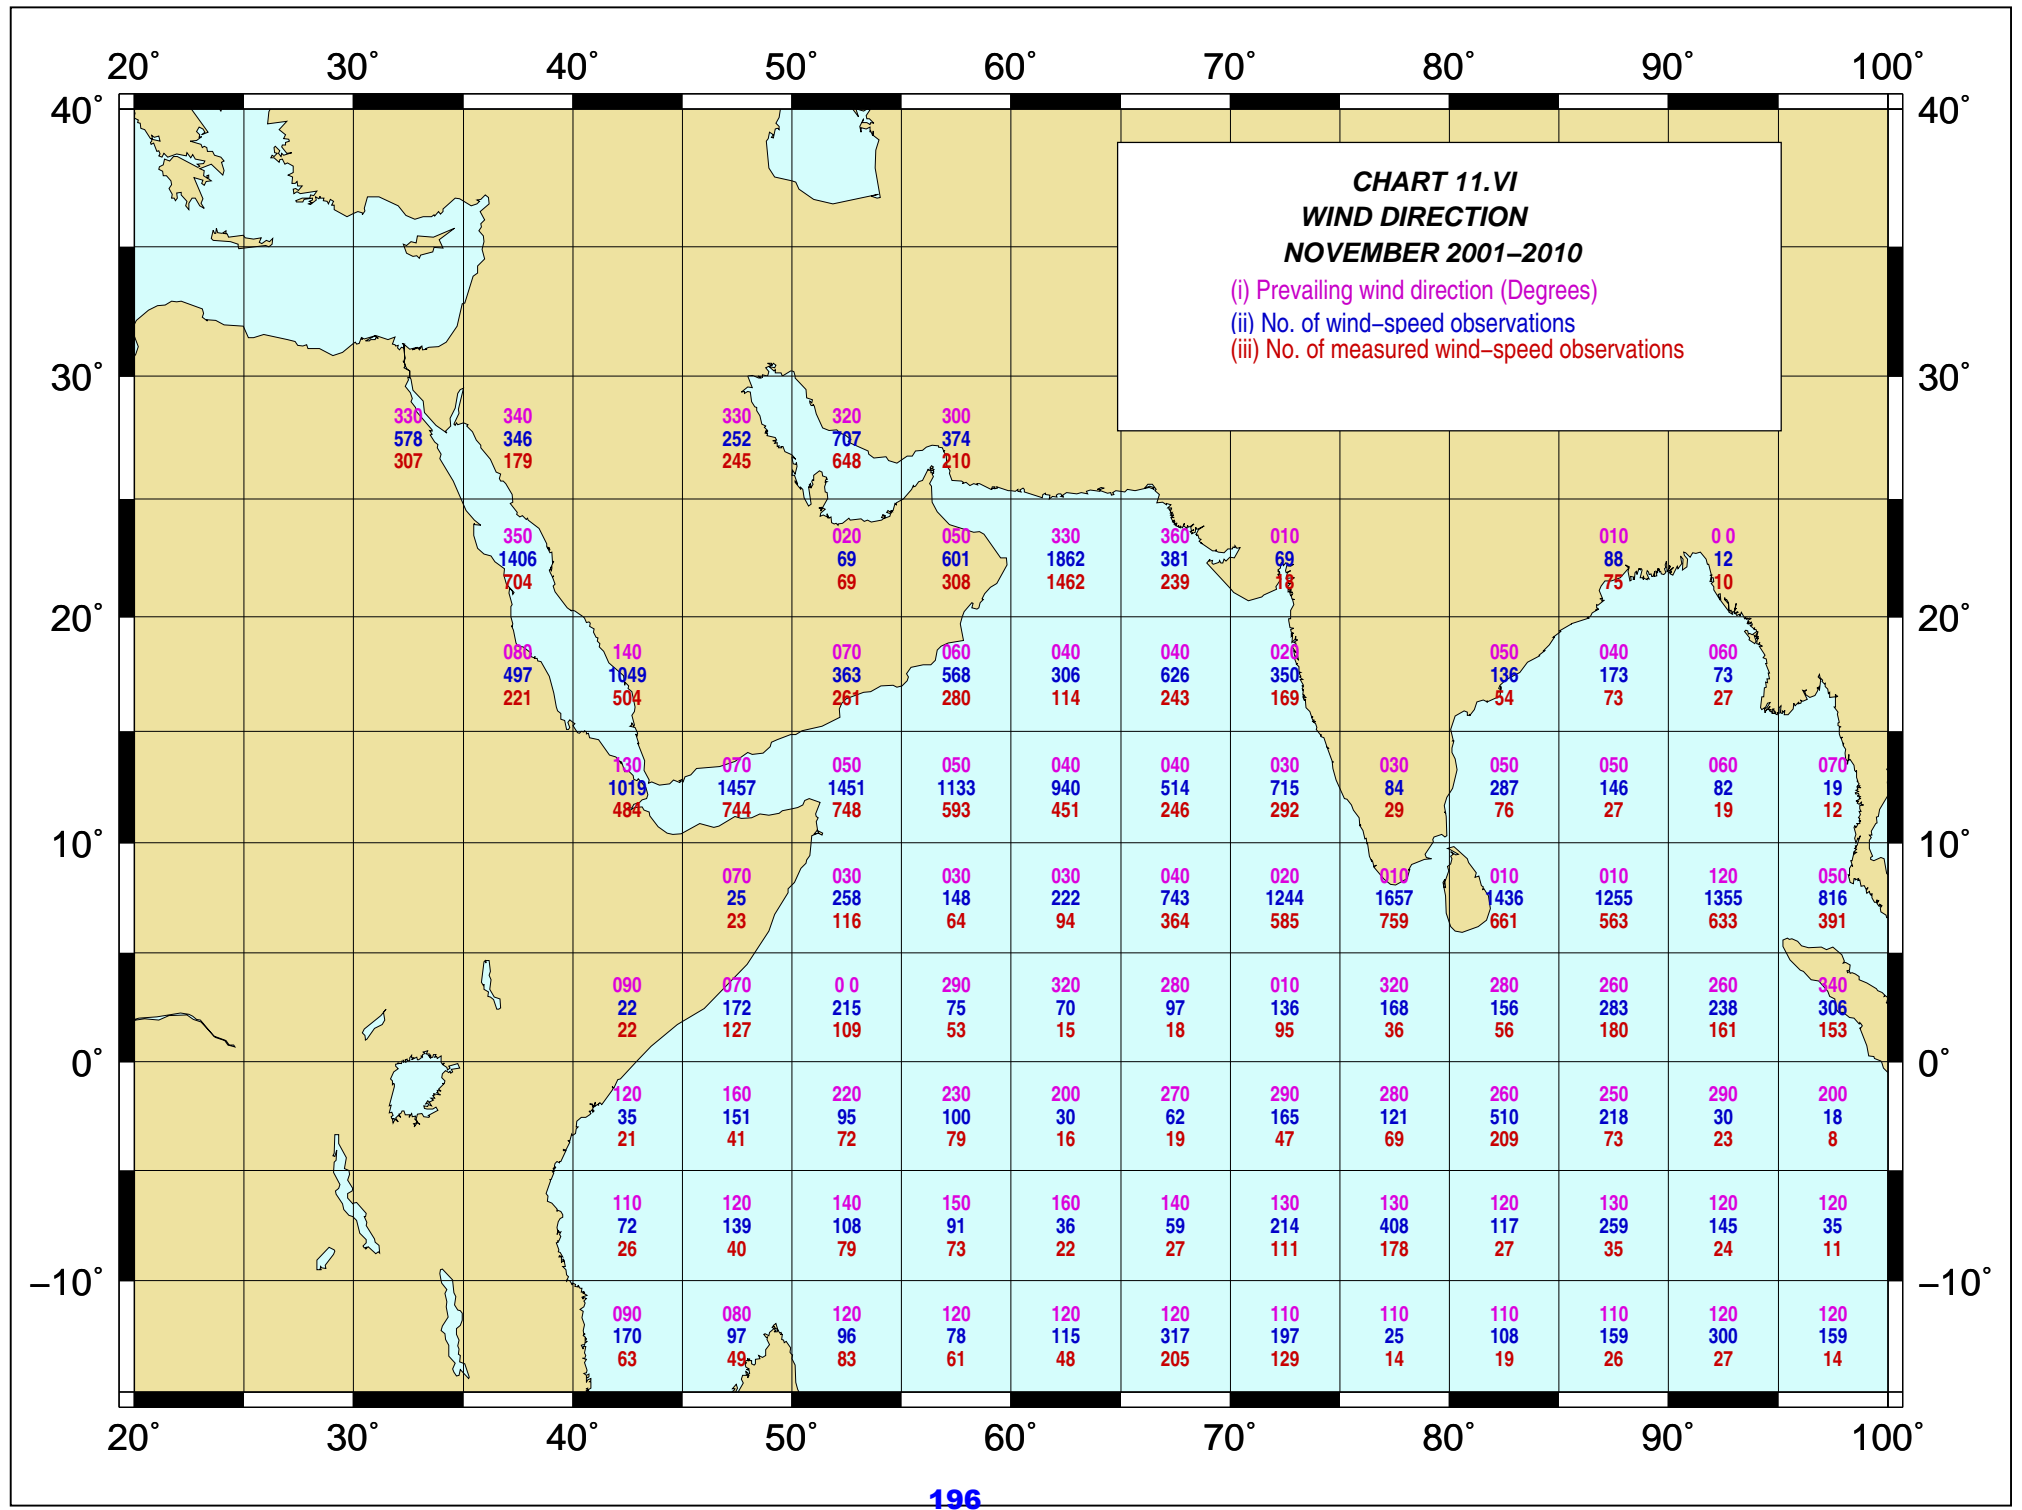 20° 30° 40° 50° 60° 70° 80° 90° 100°
40° 40°
CHART 11.VI
WIND DIRECTION
NOVEMBER 2001–2010
(i) Prevailing wind direction (Degrees)
(ii) No. of wind–speed observations
(iii) No. of measured wind–speed observations
30° 30°
330 340 330 320 300
578 346 252 707 374
307 179 245 648 210
350 020 050 330 360 010 010 0 0
1406 69 601 1862 381 69 88 12
704 69 308 1462 239 18 75 10
20° 20°
080 140 070 060 040 040 020 050 040 060
497 1049 363 568 306 626 350 136 173 73
221 504 261 280 114 243 169 54 73 27
130 070 050 050 040 040 030 030 050 050 060 070
1019 1457 1451 1133 940 514 715 84 287 146 82 19
484 744 748 593 451 246 292 29 76 27 19 12
10° 10°
070 030 030 030 040 020 010 010 010 120 050
25 258 148 222 743 1244 1657 1436 1255 1355 816
23 116 64 94 364 585 759 661 563 633 391
090 070 0 0 290 320 280 010 320 280 260 260 340
22 172 215 75 70 97 136 168 156 283 238 306
22 127 109 53 15 18 95 36 56 180 161 153
0° 0°
120 160 220 230 200 270 290 280 260 250 290 200
35 151 95 100 30 62 165 121 510 218 30 18
21 41 72 79 16 19 47 69 209 73 23 8
110 120 140 150 160 140 130 130 120 130 120 120
72 139 108 91 36 59 214 408 117 259 145 35
26 40 79 73 22 27 111 178 27 35 24 11
–10° –10°
090 080 120 120 120 120 110 110 110 110 120 120
170 97 96 78 115 317 197 25 108 159 300 159
63 49 83 61 48 205 129 14 19 26 27 14
20° 30° 40° 50° 60° 70° 80° 90° 100°
196